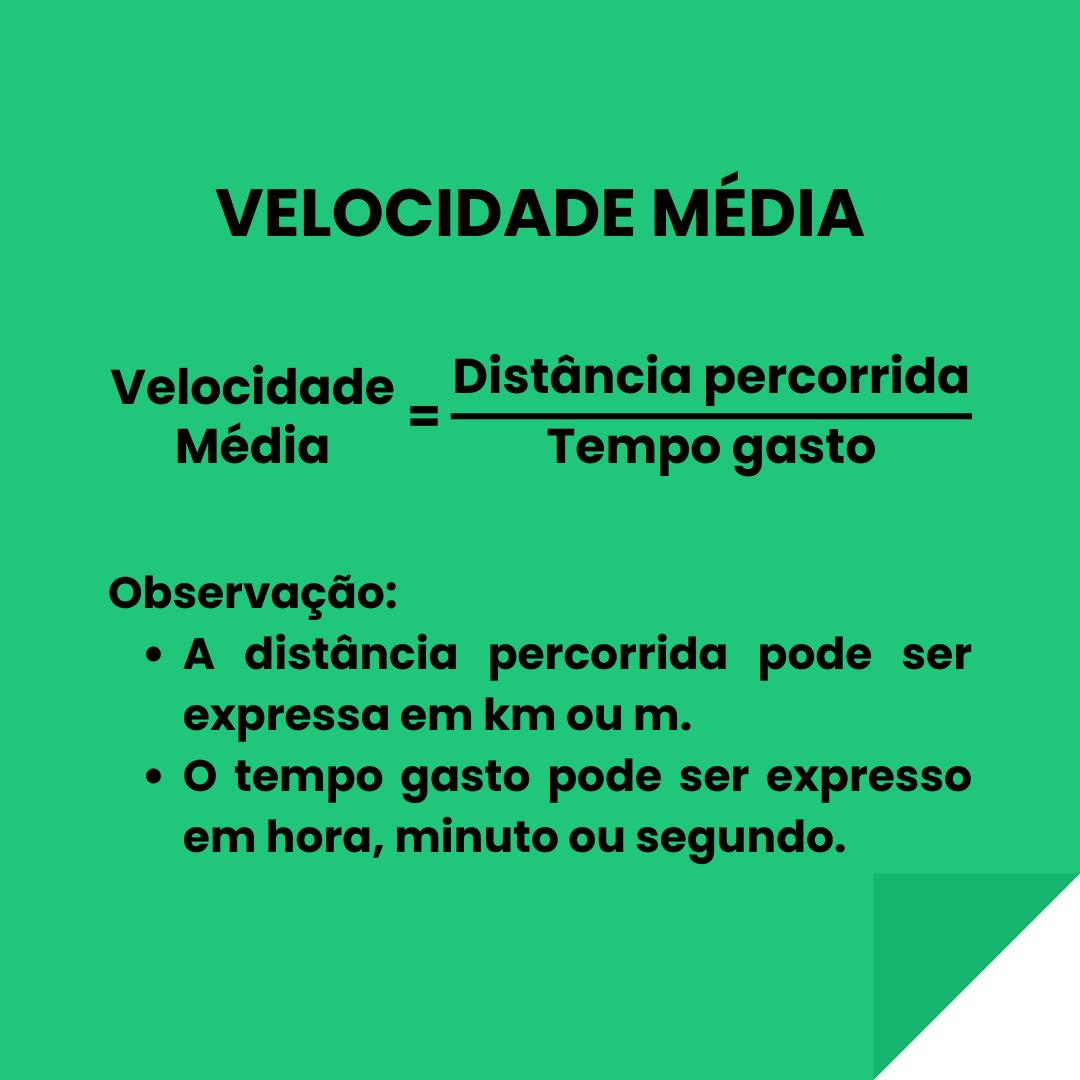 VELOCIDADE MÉDIA
Velocidade
Média
=
Distância percorrida
Tempo gasto
Observação:
• A distância percorrida pode ser
expressa em km ou m.
• O tempo gasto pode ser expresso
em hora, minuto ou segundo.